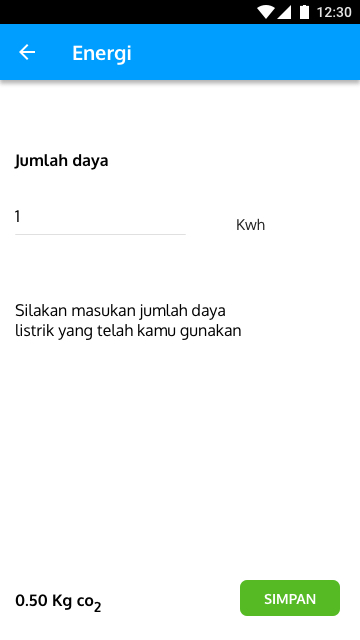 12:30
Energi
Jumlah daya
1
Kwh
Silakan masukan jumlah daya
listrik yang telah kamu gunakan
0.50 Kg co₂
SIMPAN